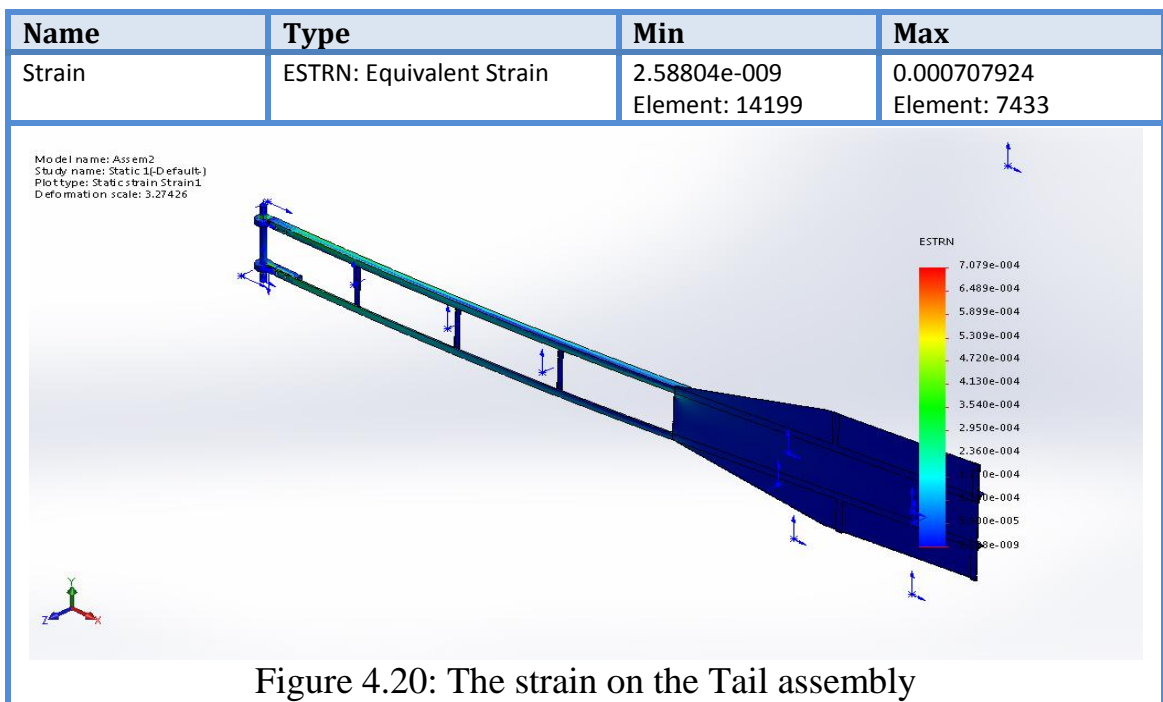 Name Type Min Max
Strain ESTRN: Equivalent Strain 2.58804e-009 0.000707924
Element: 14199 Element: 7433
Model name: Assem2
Study name: Static 1(-Default-)
Plot type: Static strain Strain1
Deformation scale: 3.27426
ESTRN
7.079e-004
6.489e-004
5.899e-004
5.309e-004
4.720e-004
4.130e-004
3.540e-004
2.950e-004
2.360e-004
Y
Z X
Figure 4.20: The strain on the Tail assembly